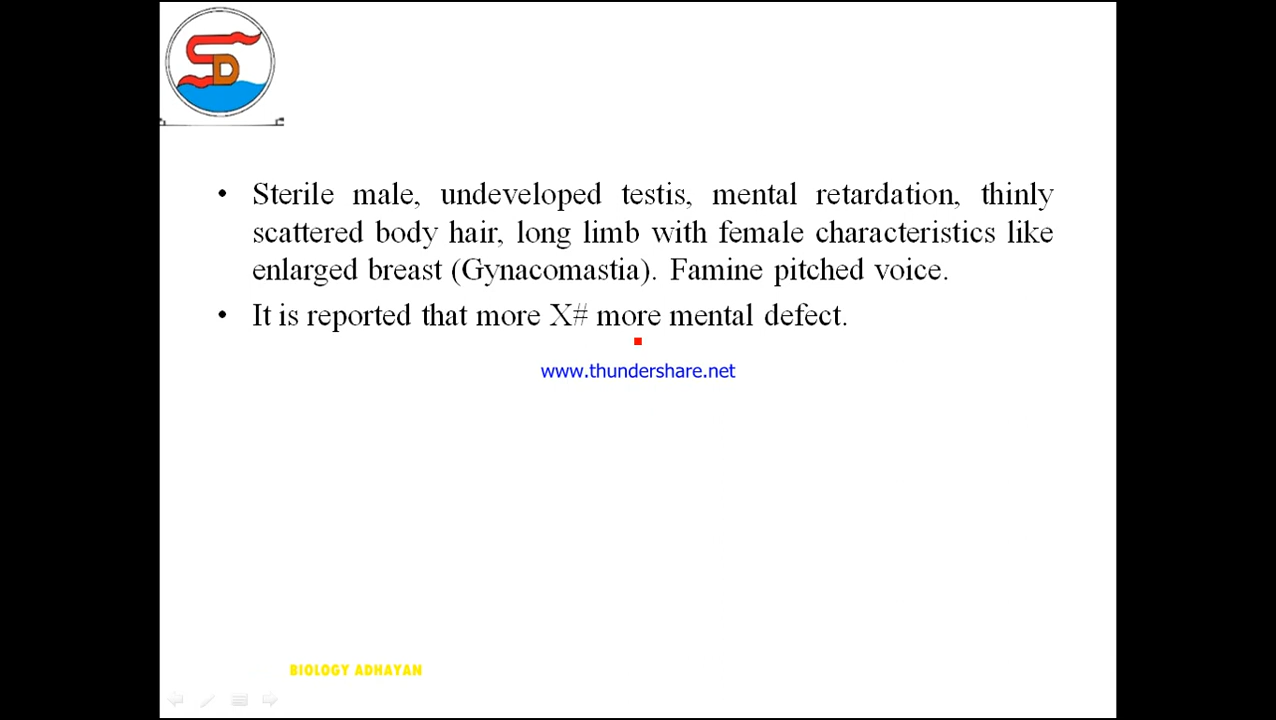 SD
• Sterile male, undeveloped testis, mental retardation, thinly
scattered body hair, long limb with female characteristics like
enlarged breast (Gynacomastia). Famine pitched voice.
• It is reported that more X# more mental defect.
www.thundershare.net
BIOLOGY ADHAYAN